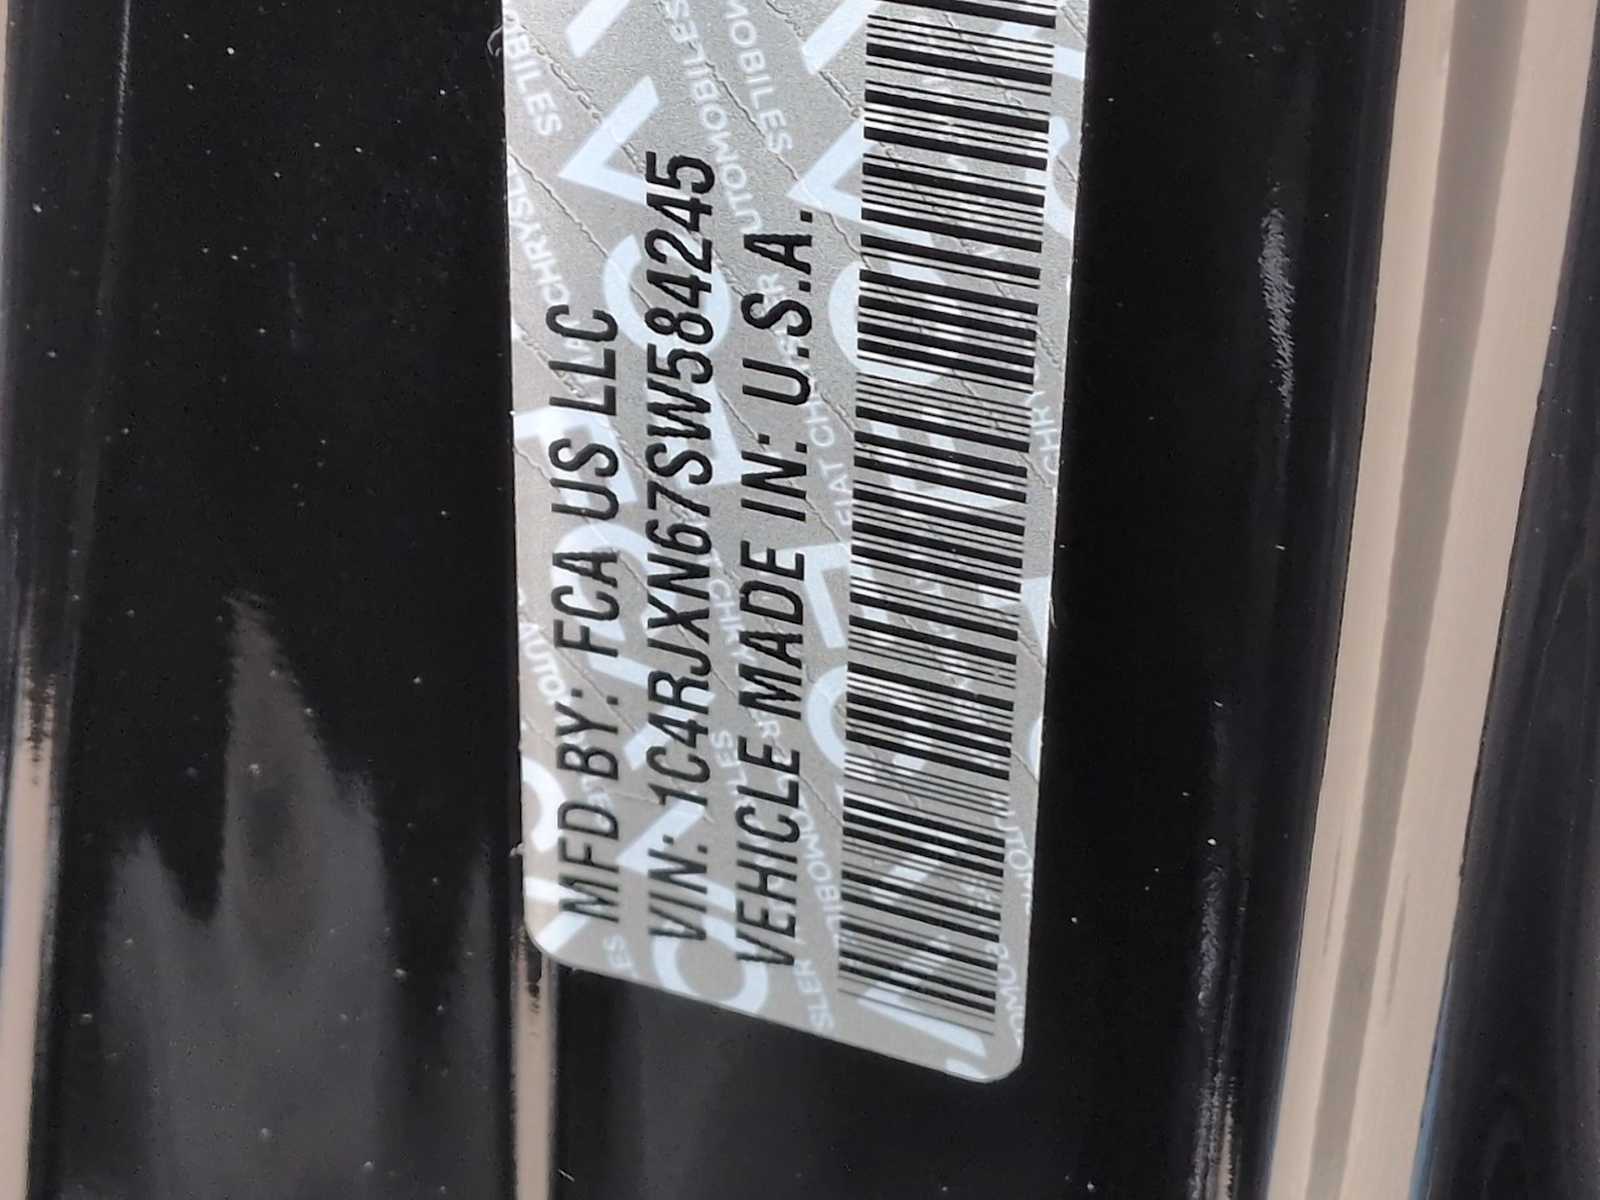 MFD BY: FCA US LLC
VIN: 1C4RJXN67SW584245
VEHICLE MADE IN: U.S.A.